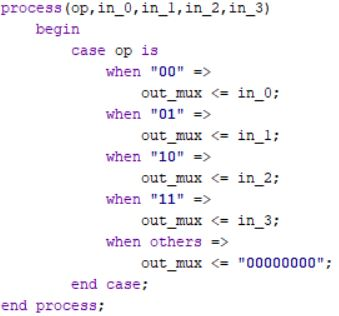 process(op,in_0,in_1,in_2,in_3)
begin
case op is
when "00" =>
out_mux <= in_0;
when "01" =>
out_mux <= in_1;
when "10" =>
out_mux <= in_2;
when "11" =>
out_mux <= in_3;
when others =>
out_mux <= "00000000";
end case;
end process;